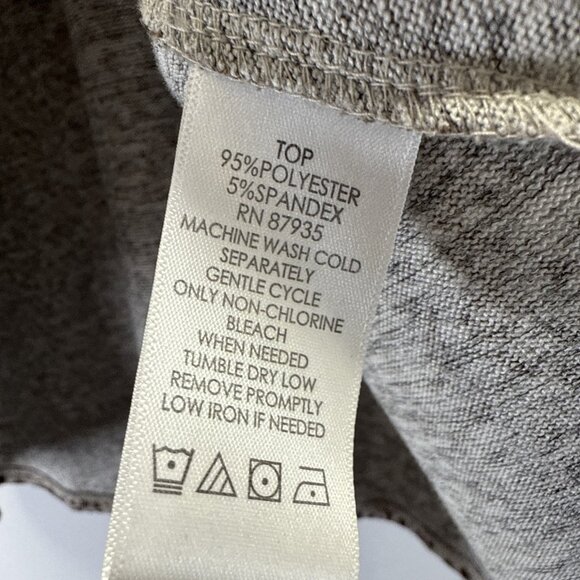 TOP
95%POLYESTER
5%SPANDEX
RN 87935
MACHINE WASH COLD
SEPARATELY
GENTLE CYCLE
ONLY NON-CHLORINE
BLEACH
WHEN NEEDED
TUMBLE DRY LOW
REMOVE PROMPTLY
LOW IRON IF NEEDED